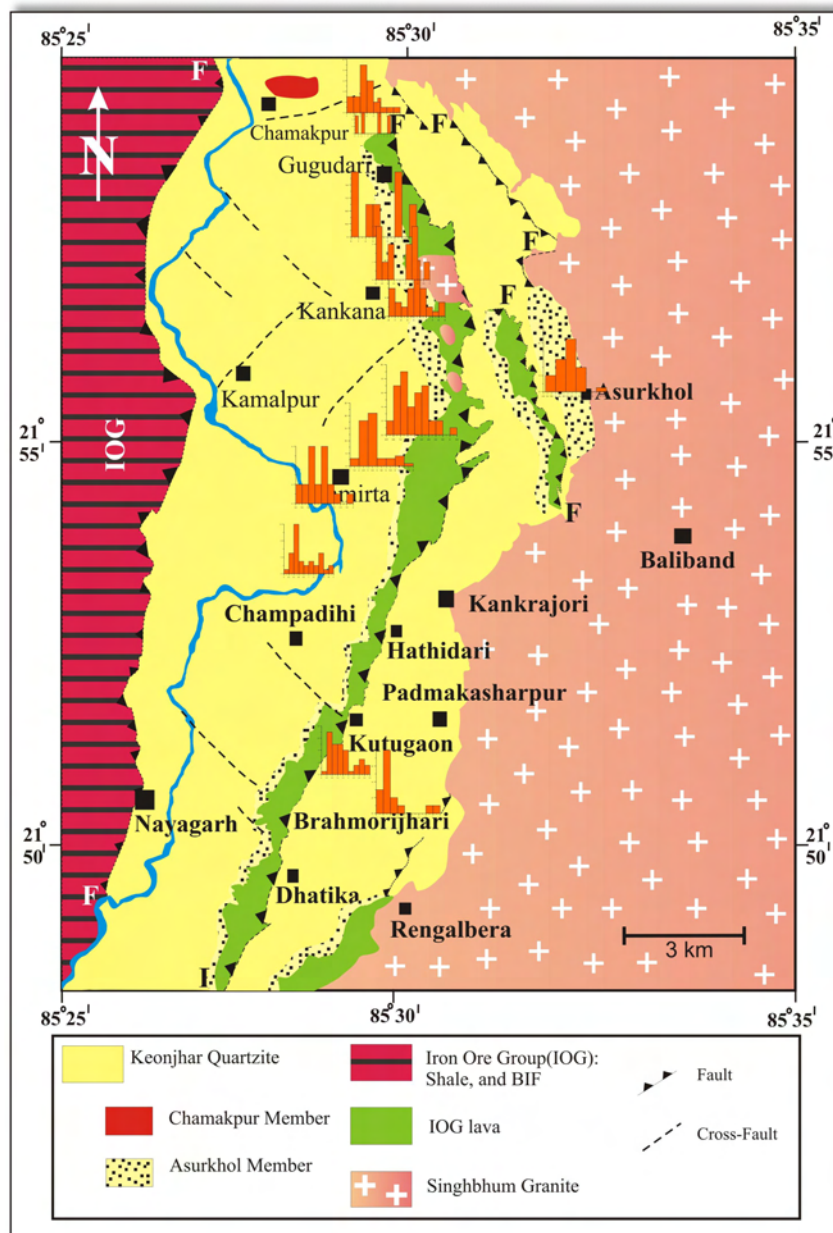 85°25'
85°30'
85°35'
F
N
Chamakpur
F
F
Gugudari
F
F
Kankana
Kamalpur
Asurkhol
21°
55
IOG
21°
55
mirta
F
Baliband
Champadihi
Kankrajori
Hathidari
Padmakasharpur
Kutugaon
Nayagarh
Brahmorijhari
21°
50
21°
50
F
Dhatika
Rengalbera
3 km
85°25'
85°30'
85°35'
Keonjhar Quartzite
Iron Ore Group(IOG):
Shale, and BIF
Fault
Chamakpur Member
IOG lava
Cross-Fault
Asurkhol Member
Singhbhum Granite